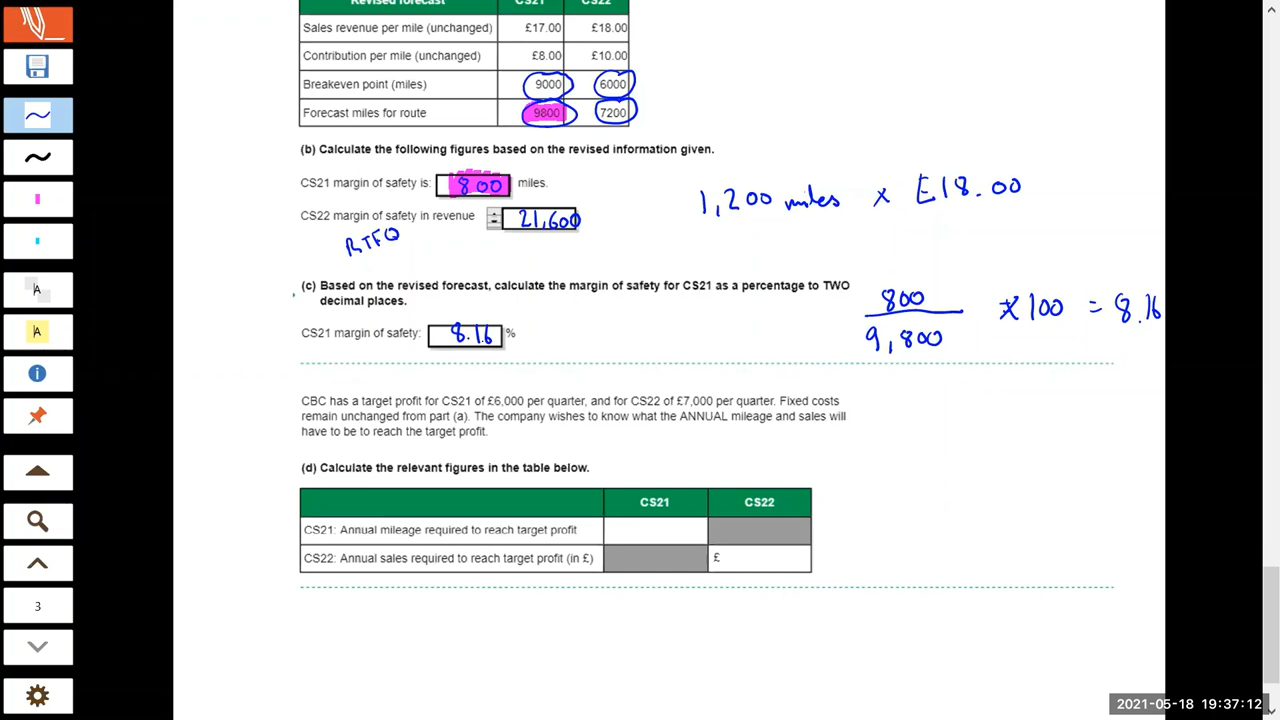 Revised forecast CS21 CS22
Sales revenue per mile (unchanged) £17.00 £18.00
Contribution per mile (unchanged) £8.00 £10.00
Breakeven point (miles) 9000 6000
Forecast miles for route 9800 7200
(b) Calculate the following figures based on the revised information given.
CS21 margin of safety is: 800 miles.
1,200 miles x £18.00
CS22 margin of safety in revenue 21,600
RTFQ
(c) Based on the revised forecast, calculate the margin of safety for CS21 as a percentage to TWO
decimal places.
800
9,800
x 100 = 8.16
CS21 margin of safety: 8.16 %
CBC has a target profit for CS21 of £6,000 per quarter, and for CS22 of £7,000 per quarter. Fixed costs
remain unchanged from part (a). The company wishes to know what the ANNUAL mileage and sales will
have to be to reach the target profit.
(d) Calculate the relevant figures in the table below.
CS21 CS22
CS21: Annual mileage required to reach target profit
CS22: Annual sales required to reach target profit (in £) £
A
A
3
2021-05-18 19:37:12